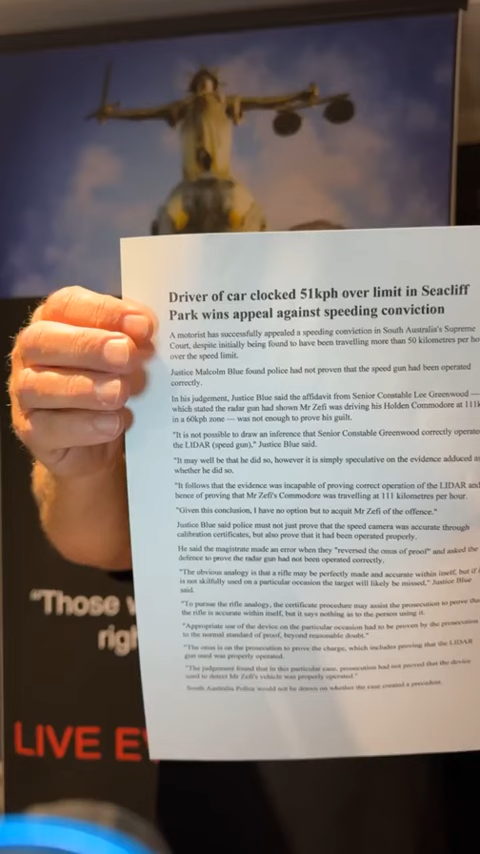 Driver of car clocked 51kph over limit in Seacliff
Park wins appeal against speeding conviction
A motorist has successfully appealed a speeding conviction in South Australia's Supreme
Court, despite initially being found to have been travelling more than 50 kilometres per ho
over the speed limit.
Justice Malcolm Blue found police had not proven that the speed gun had been operated
correctly.
In his judgement, Justice Blue said the affidavit from Senior Constable Lee Greenwood —
which stated the radar gun had shown Mr Zefi was driving his Holden Commodore at 111k
in a 60kph zone — was not enough to prove his guilt.
"It is not possible to draw an inference that Senior Constable Greenwood correctly operate
the LIDAR (speed gun)," Justice Blue said.
"It may well be that he did so, however it is simply speculative on the evidence adduced as
whether he did so.
"It follows that the evidence was incapable of proving correct operation of the LIDAR and
hence of proving that Mr Zefi's Commodore was travelling at 111 kilometres per hour.
"Given this conclusion, I have no option but to acquit Mr Zefi of the offence."
Justice Blue said police must not just prove that the speed camera was accurate through
calibration certificates, but also prove that it had been operated properly.
He said the magistrate made an error when they "reversed the onus of proof" and asked the
defence to prove the radar gun had not been operated correctly.
"The obvious analogy is that a rifle may be perfectly made and accurate within itself, but if i
is not skilfully used on a particular occasion the target will likely be missed," Justice Blue
said.
"To pursue the rifle analogy, the certificate procedure may assist the prosecution to prove tha
the rifle is accurate within itself, but it says nothing as to the person using it.
"Appropriate use of the device on the particular occasion had to be proven by the prosecution
to the normal standard of proof, beyond reasonable doubt."
"The onus is on the prosecution to prove the charge, which includes proving that the LIDAR
gun used was properly operated.
"The judgement found that in this particular case, prosecution had not proved that the device
used to detect Mr Zefi's vehicle was properly operated."
South Australia Police would not be drawn on whether the case created a precedent.
"Those w
righ
LIVE EV